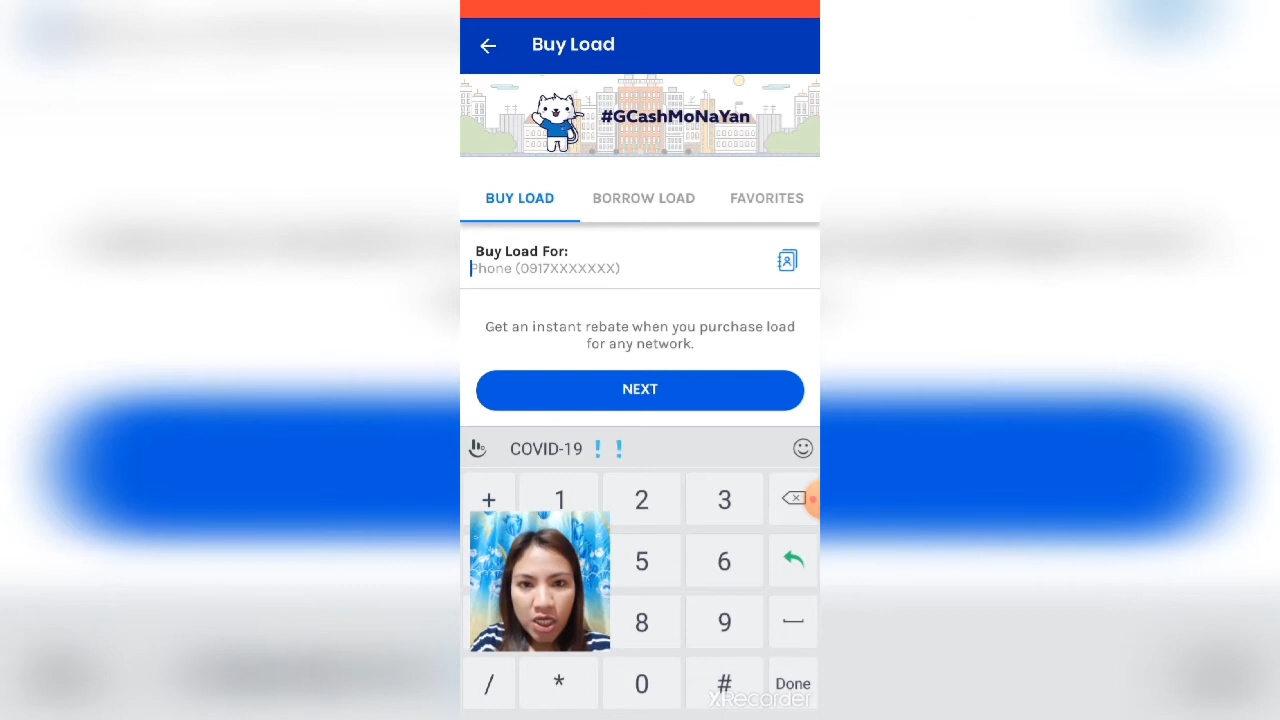 Buy Load
#GCashMoNaYan
BUY LOAD
BORROW LOAD
FAVORITES
Buy Load For:
Phone (0917XXXXXXX)
Get an instant rebate when you purchase load
for any network.
NEXT
COVID-19 ❗❗
+ 1 2 3
5 6
8 9
/ * 0 # Done
XRecorder